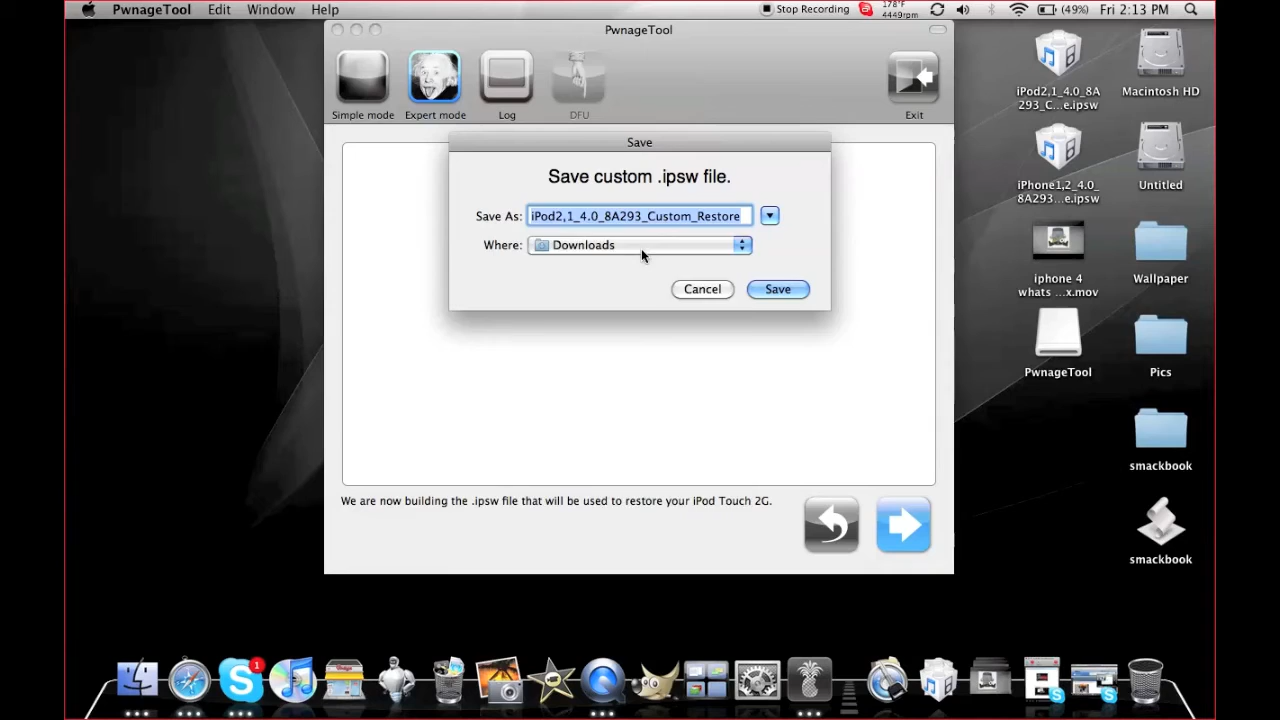 PwnageTool Edit Window Help
Stop Recording 178°F 4449rpm (49%) Fri 2:13 PM
PwnageTool
Simple mode Expert mode Log DFU Exit
Save
Save custom .ipsw file.
Save As: iPod2,1_4.0_8A293_Custom_Restore
Where: Downloads
Cancel Save
We are now building the .ipsw file that will be used to restore your iPod Touch 2G.
iPod2,1_4.0_8A
293_C...e.ipsw
Macintosh HD
iPhone1,2_4.0_
8A293...e.ipsw
Untitled
iphone 4
whats ...x.mov
Wallpaper
PwnageTool
Pics
smackbook
smackbook
1